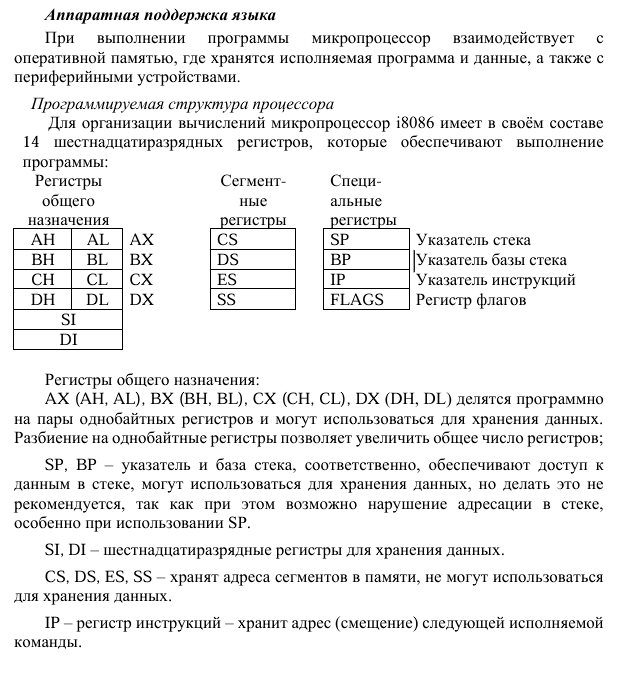 Аппаратная поддержка языка
При выполнении программы микропроцессор взаимодействует с
оперативной памятью, где хранятся исполняемая программа и данные, а также с
периферийными устройствами.
Программируемая структура процессора
Для организации вычислений микропроцессор i8086 имеет в своём составе
14 шестнадцатиразрядных регистров, которые обеспечивают выполнение
программы:
Регистры Сегмент- Специ-
общего ные альные
назначения регистры регистры
AH AL AX CS SP Указатель стека
BH BL BX DS BP Указатель базы стека
CH CL CX ES IP Указатель инструкций
DH DL DX SS FLAGS Регистр флагов
SI
DI
Регистры общего назначения:
AX (AH, AL), BX (BH, BL), CX (CH, CL), DX (DH, DL) делятся программно
на пары однобайтных регистров и могут использоваться для хранения данных.
Разбиение на однобайтные регистры позволяет увеличить общее число регистров;
SP, BP – указатель и база стека, соответственно, обеспечивают доступ к
данным в стеке, могут использоваться для хранения данных, но делать это не
рекомендуется, так как при этом возможно нарушение адресации в стеке,
особенно при использовании SP.
SI, DI – шестнадцатиразрядные регистры для хранения данных.
CS, DS, ES, SS – хранят адреса сегментов в памяти, не могут использоваться
для хранения данных.
IP – регистр инструкций – хранит адрес (смещение) следующей исполняемой
команды.